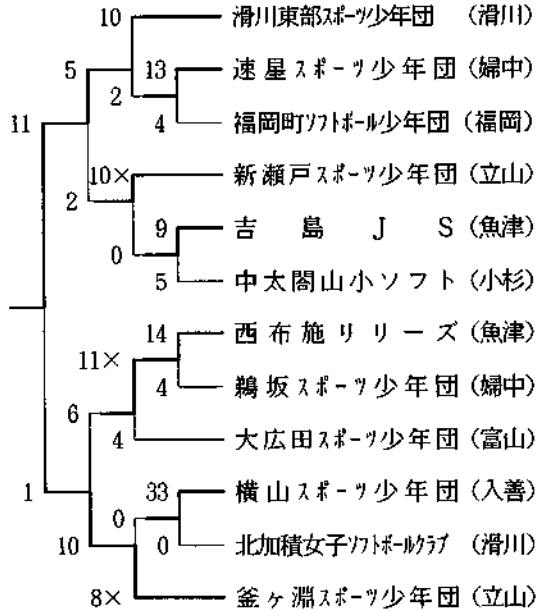 10 滑川東部スポーツ少年団 (滑川)
5 13 速星スポーツ少年団 (婦中)
2
11 4 福岡町ソフトボール少年団 (福岡)
10× 新瀬戸スポーツ少年団 (立山)
2
9 吉島JS (魚津)
0
5 中太閤山小ソフト (小杉)
14 西布施リリーズ (魚津)
11×
4 鵜坂スポーツ少年団 (婦中)
6
4 大広田スポーツ少年団 (富山)
1 33 横山スポーツ少年団 (入善)
0
10 0 北加積女子ソフトボールクラブ (滑川)
8× 釜ヶ淵スポーツ少年団 (立山)